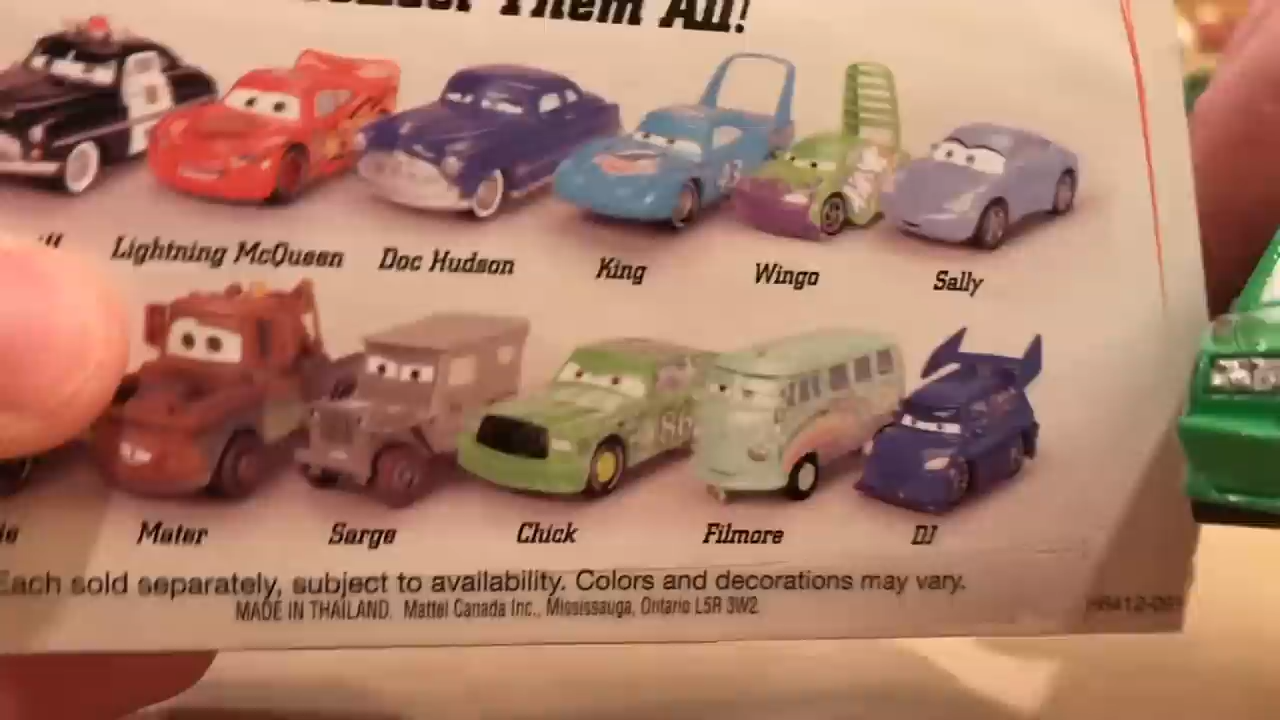 Them All!
Lightning McQueen Doc Hudson King Wingo Sally
Mater Sarge Chick Filmore DJ
Each sold separately, subject to availability. Colors and decorations may vary.
MADE IN THAILAND. Mattel Canada Inc., Mississauga, Ontario L5R 3W2